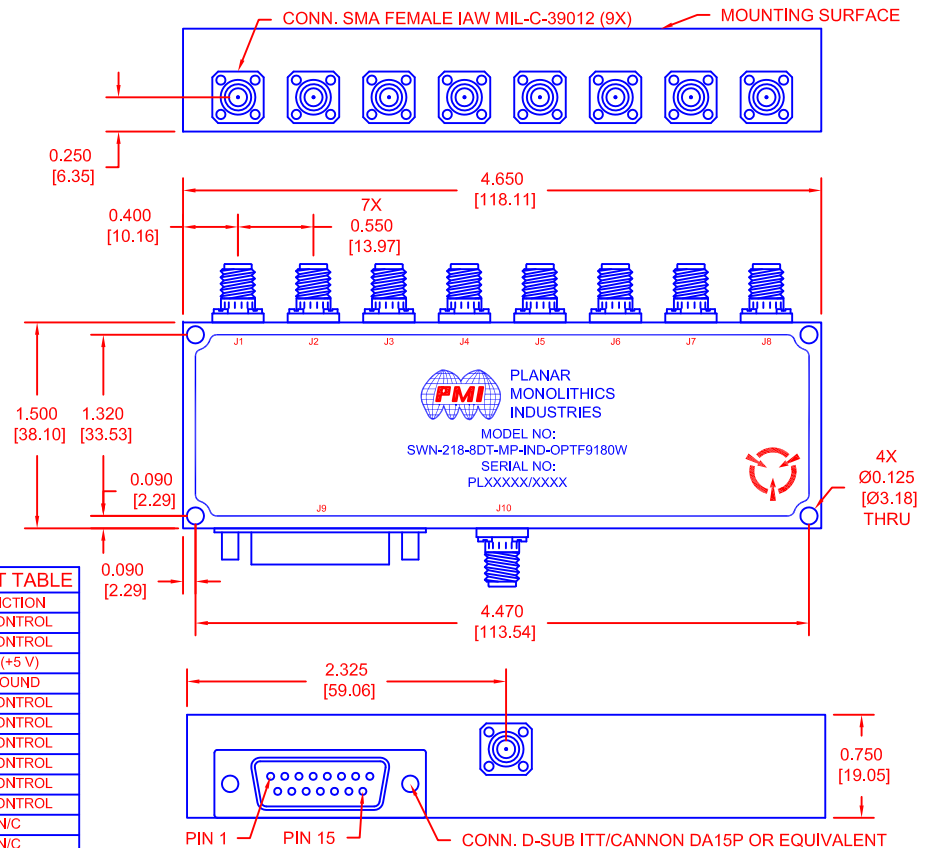 CONN. SMA FEMALE IAW MIL-C-39012 (9X)
MOUNTING SURFACE
0.250
[6.35]
4.650
[118.11]
0.400
[10.16]
7X
0.550
[13.97]
J1 J2 J3 J4 J5 J6 J7 J8
PMI
PLANAR
MONOLITHICS
INDUSTRIES
MODEL NO:
SWN-218-8DT-MP-IND-OPTF9180W
SERIAL NO:
PLXXXXX/XXXX
1.500
[38.10]
1.320
[33.53]
0.090
[2.29]
4X
Ø0.125
[Ø3.18]
THRU
J9 J10
0.090
[2.29]
4.470
[113.54]
T TABLE
NCTION
ONTROL
ONTROL
(+5 V)
OUND
ONTROL
ONTROL
ONTROL
ONTROL
ONTROL
ONTROL
N/C
N/C
2.325
[59.06]
0.750
[19.05]
PIN 1
PIN 15
CONN. D-SUB ITT/CANNON DA15P OR EQUIVALENT